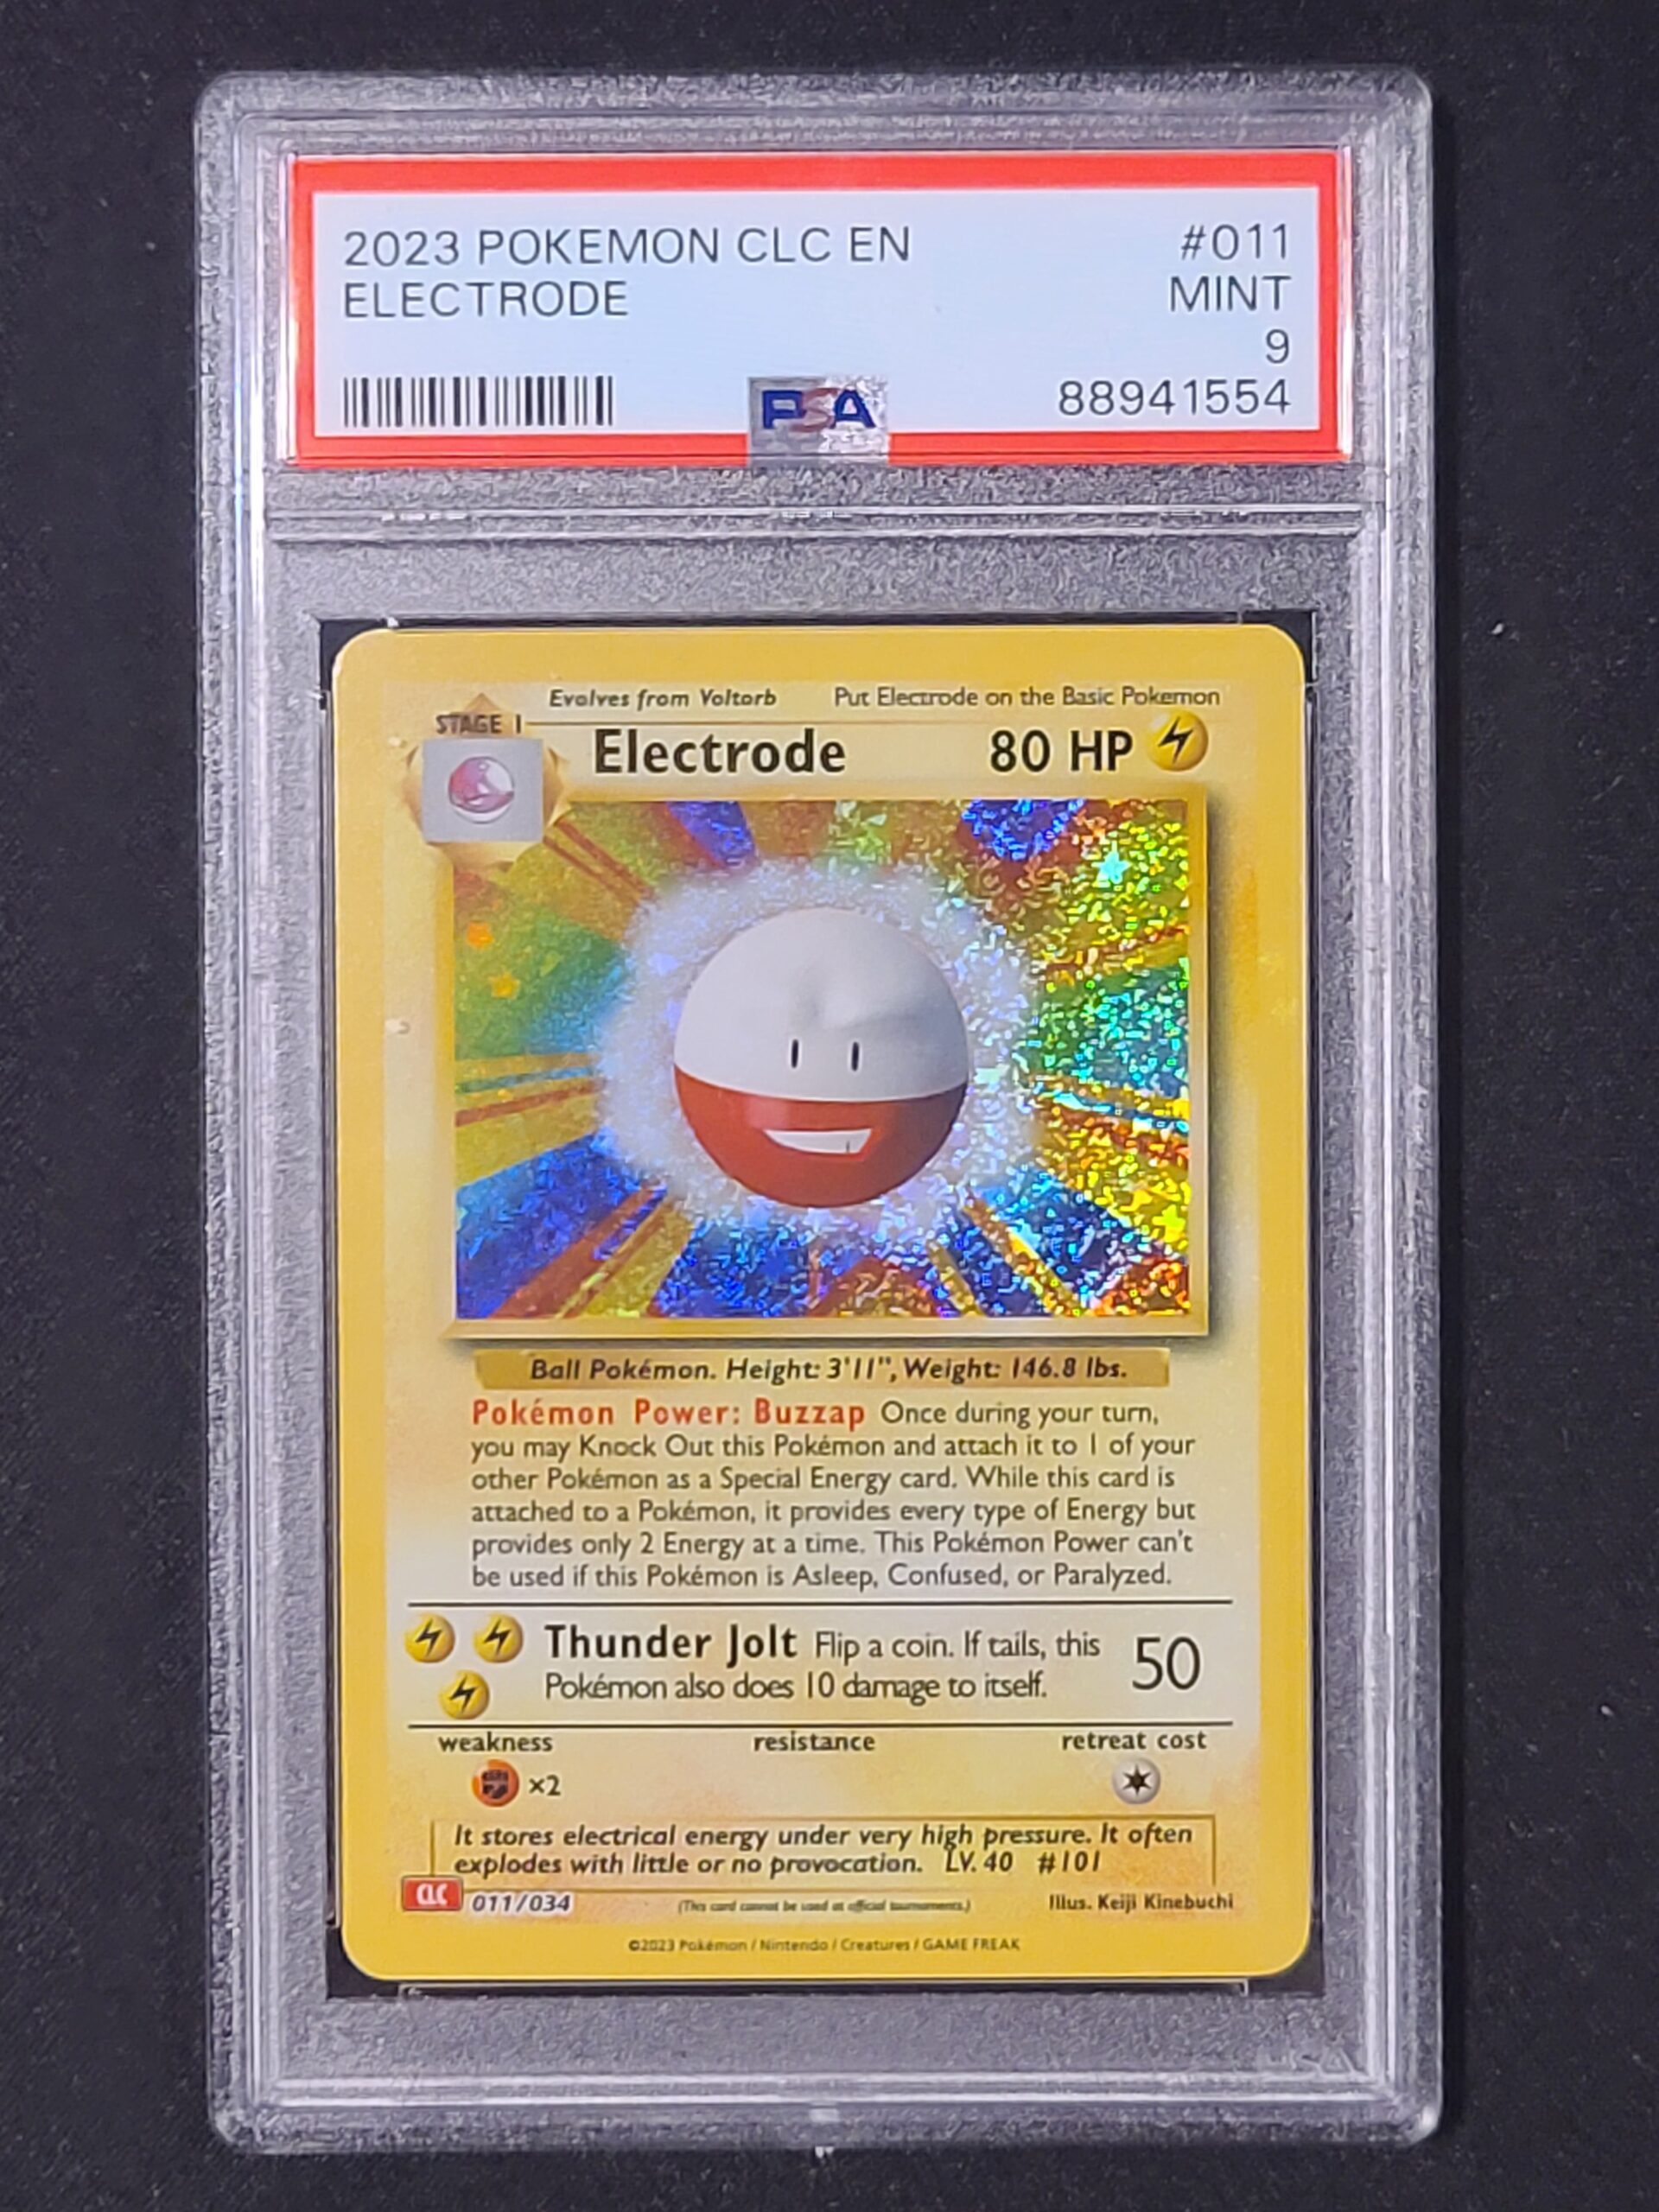 2023 POKEMON CLC EN #011
ELECTRODE MINT
9
PSA 88941554
Evolves from Voltorb Put Electrode on the Basic Pokemon
STAGE 1
Electrode 80 HP
Ball Pokémon. Height: 3'11", Weight: 146.8 lbs.
Pokémon Power: Buzzap Once during your turn,
you may Knock Out this Pokémon and attach it to 1 of your
other Pokémon as a Special Energy card. While this card is
attached to a Pokémon, it provides every type of Energy but
provides only 2 Energy at a time. This Pokémon Power can't
be used if this Pokémon is Asleep, Confused, or Paralyzed.
Thunder Jolt Flip a coin. If tails, this
Pokémon also does 10 damage to itself. 50
weakness resistance retreat cost
×2
It stores electrical energy under very high pressure. It often
explodes with little or no provocation. LV. 40 #101
CLC 011/034 (This card cannot be used at official tournaments.) Illus. Keiji Kinebuchi
©2023 Pokémon / Nintendo / Creatures / GAME FREAK